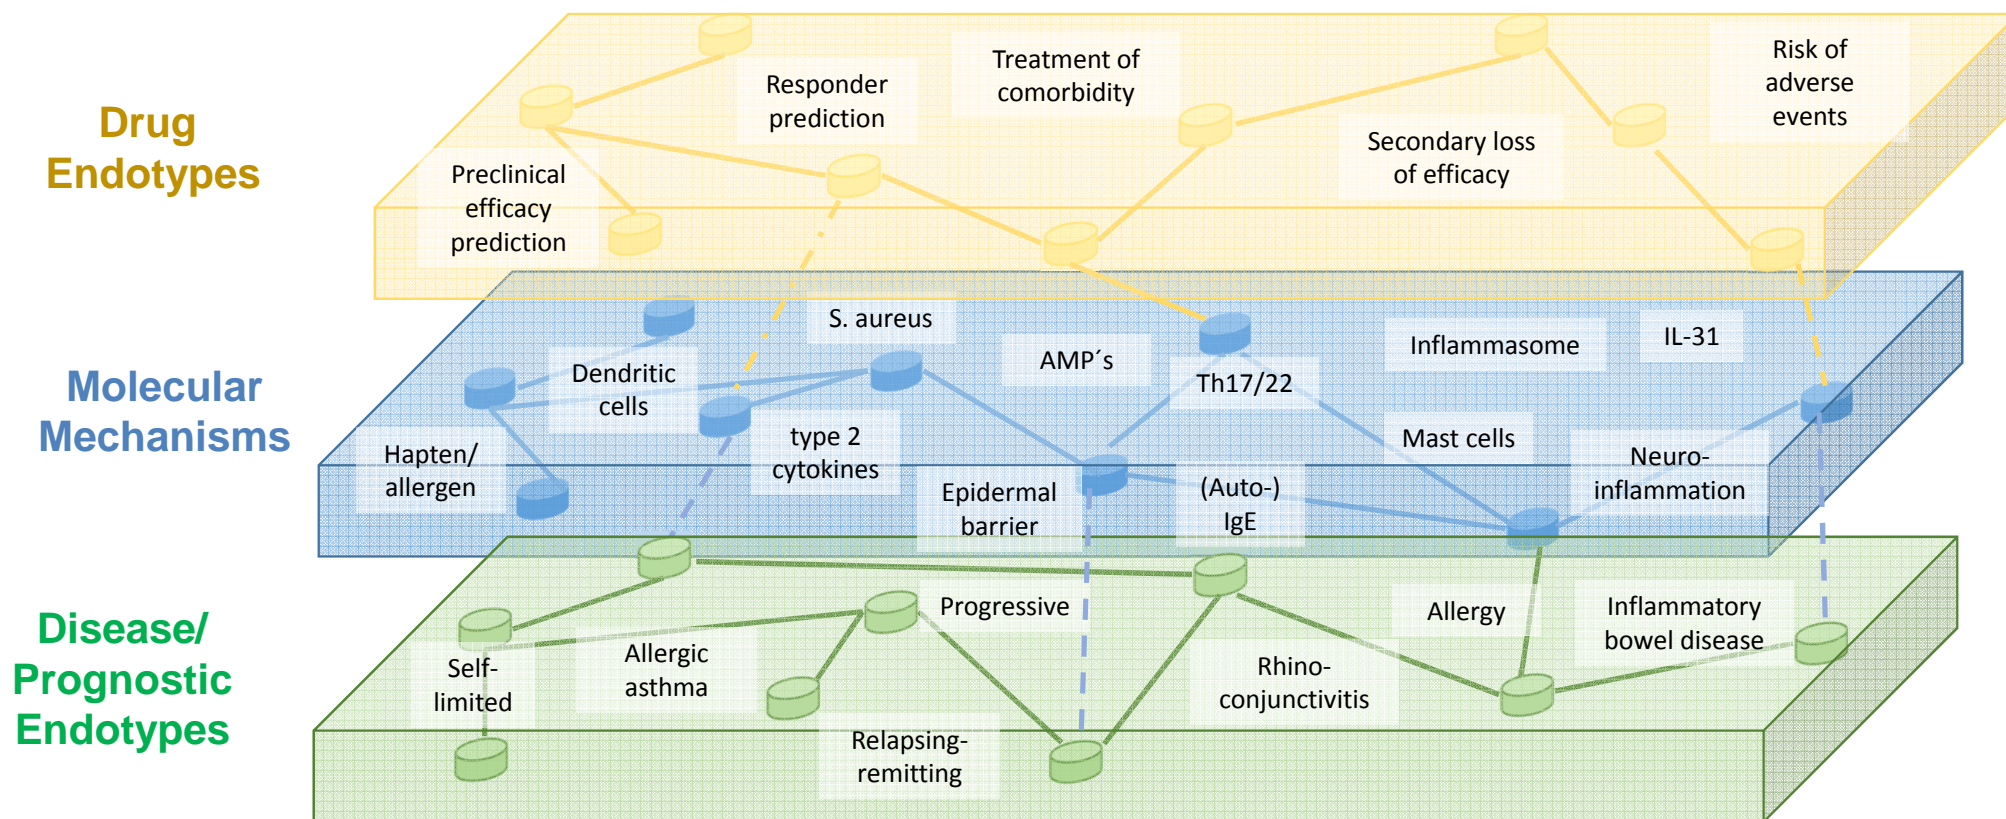 Drug
Endotypes
Responder
prediction
Treatment of
comorbidity
Risk of
adverse
events
Preclinical
efficacy
prediction
Secondary loss
of efficacy
Molecular
Mechanisms
S. aureus
AMP´s
Th17/22
Inflammasome
IL-31
Dendritic
cells
Hapten/
allergen
type 2
cytokines
Epidermal
barrier
(Auto-)
IgE
Mast cells
Neuro-
inflammation
Disease/
Prognostic
Endotypes
Self-
limited
Allergic
asthma
Progressive
Relapsing-
remitting
Rhino-
conjunctivitis
Allergy
Inflammatory
bowel disease